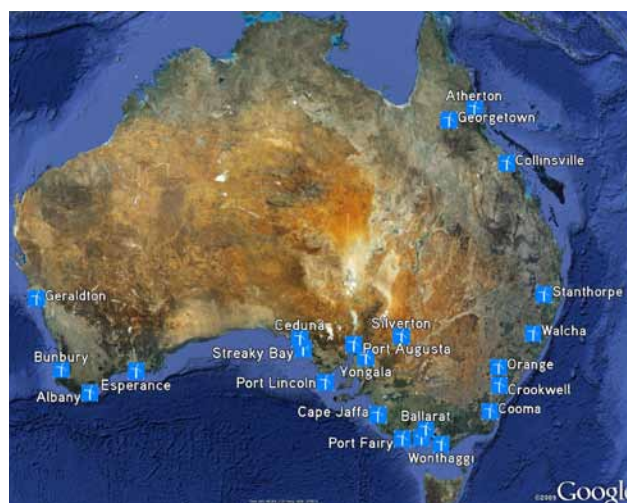 Atherton
Georgetown
Collinsville
Geraldton
Stanthorpe
Ceduna
Silverton
Walcha
Streaky Bay
Port Augusta
Bunbury
Yongala
Orange
Esperance
Port Lincoln
Crookwell
Albany
Cape Jaffa
Ballarat
Cooma
Port Fairy
Wonthaggi
©2009 Google